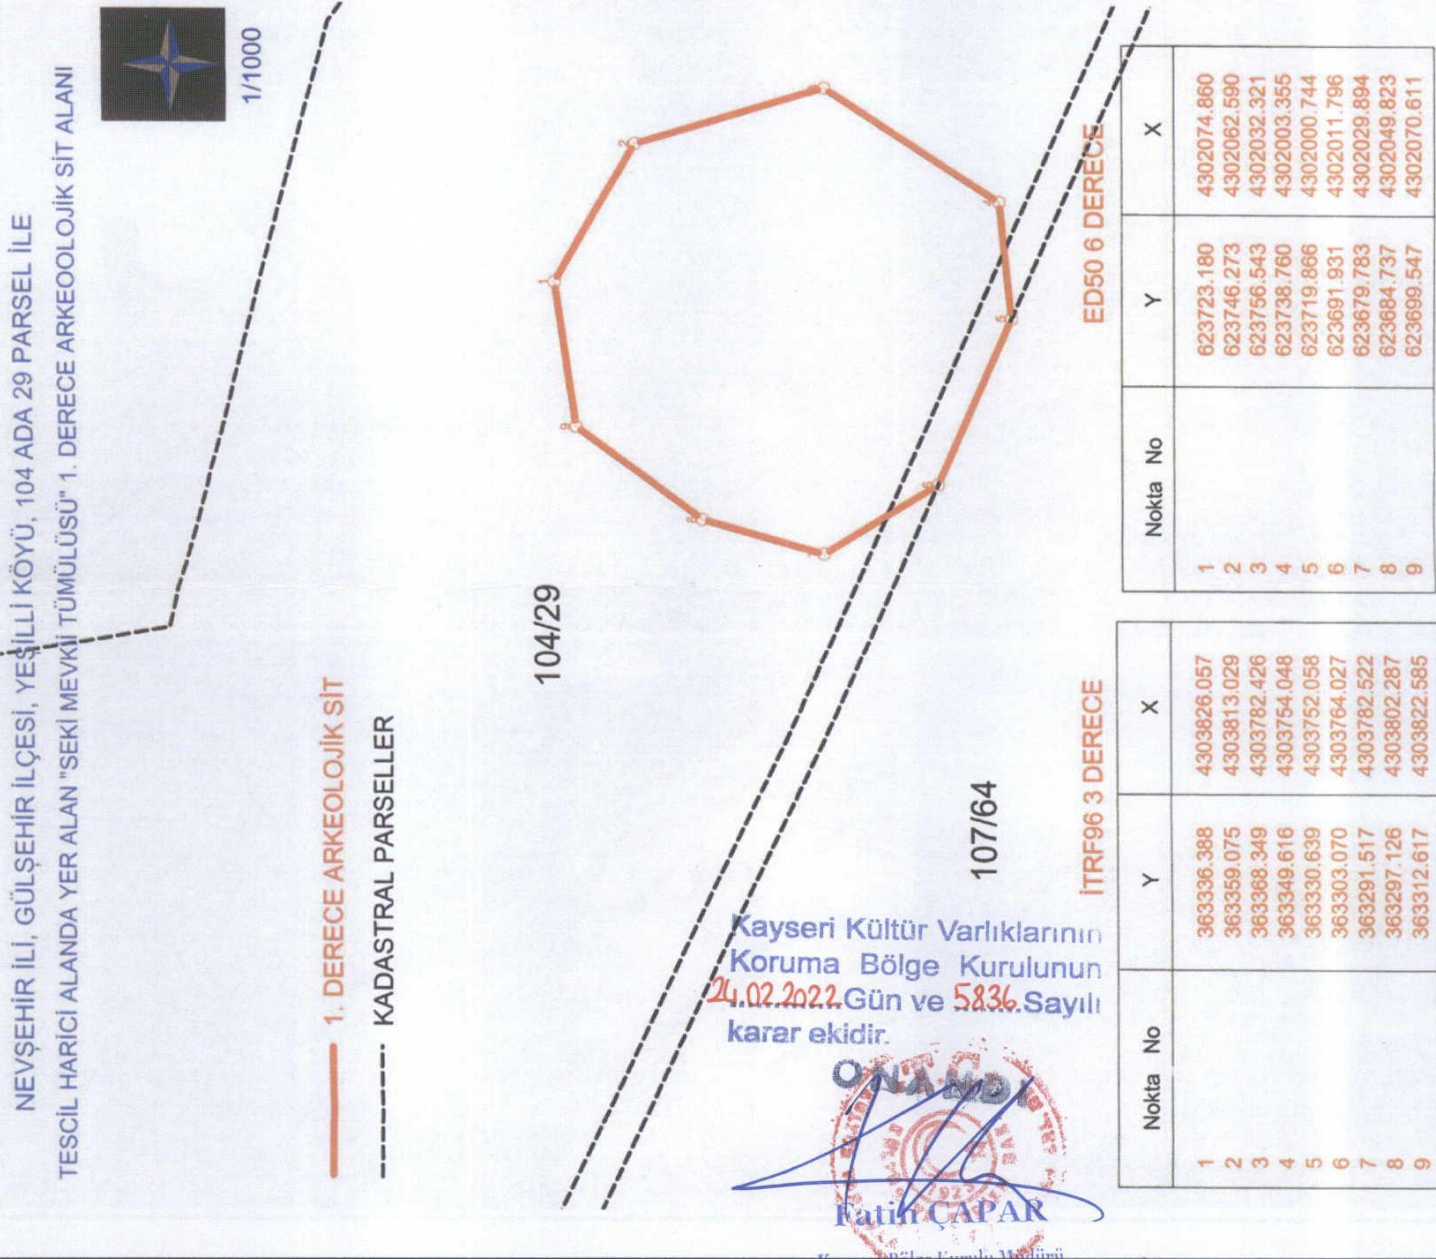 NEVŞEHİR İLİ, GÜLŞEHİR İLÇESİ, YEŞİLLİ KÖYÜ, 104 ADA 29 PARSEL İLE
TESCİL HARİCİ ALANDA YER ALAN "SEKİ MEVKİİ TÜMÜLÜSÜ" 1. DERECE ARKEOOLOJİK SİT ALANI
1/1000
1. DERECE ARKEOLOJİK SİT
KADASTRAL PARSELLER
104/29
107/64
Kayseri Kültür Varlıklarının
Koruma Bölge Kurulunun
24.02.2022 Gün ve 5836 Sayılı
karar ekidir.
ONANDI
T.C.
Fatih ÇAPAR
Bölge Kurulu Müdürü
İTRF96 3 DERECE
Nokta No Y X
1 363336.388 4303826.057
2 363359.075 4303813.029
3 363368.349 4303782.426
4 363349.616 4303754.048
5 363330.639 4303752.058
6 363303.070 4303764.027
7 363291.517 4303782.522
8 363297.126 4303802.287
9 363312.617 4303822.585
ED50 6 DERECE
Nokta No Y X
1 623723.180 4302074.860
2 623746.273 4302062.590
3 623756.543 4302032.321
4 623738.760 4302003.355
5 623719.866 4302000.744
6 623691.931 4302011.796
7 623679.783 4302029.894
8 623684.737 4302049.823
9 623699.547 4302070.611